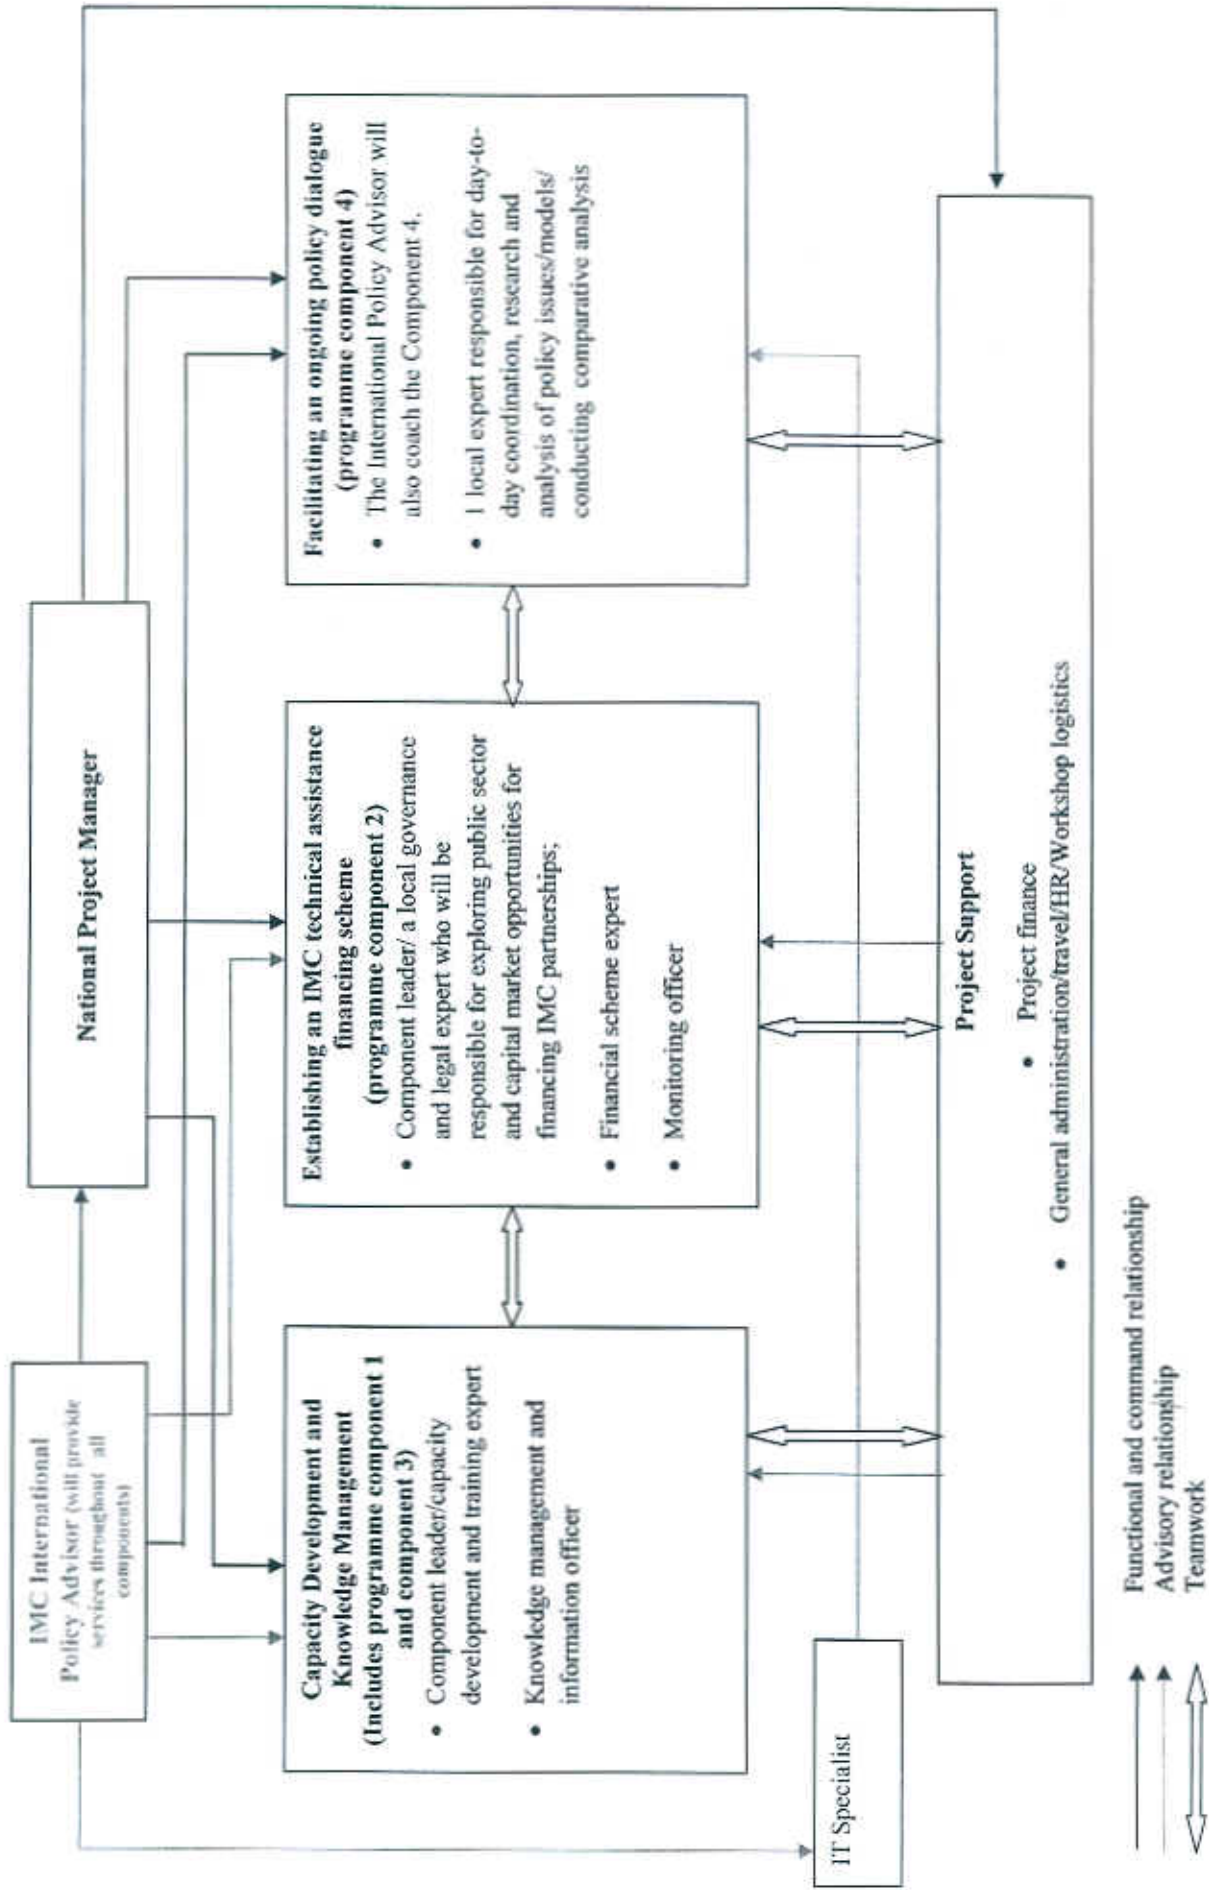 IMC International
Policy Advisor (will provide
services throughout all
components)
National Project Manager
Capacity Development and
Knowledge Management
(Includes programme component 1
and component 3)
• Component leader/capacity
development and training expert
• Knowledge management and
information officer
Establishing an IMC technical assistance
financing scheme
(programme component 2)
• Component leader/ a local governance
and legal expert who will be
responsible for exploring public sector
and capital market opportunities for
financing IMC partnerships;
• Financial scheme expert
• Monitoring officer
Facilitating an ongoing policy dialogue
(programme component 4)
• The International Policy Advisor will
also coach the Component 4.
• 1 local expert responsible for day-to-
day coordination, research and
analysis of policy issues/models/
conducting comparative analysis
IT Specialist
Project Support
• Project finance
• General administration/travel/HR/Workshop logistics
Functional and command relationship
Advisory relationship
Teamwork